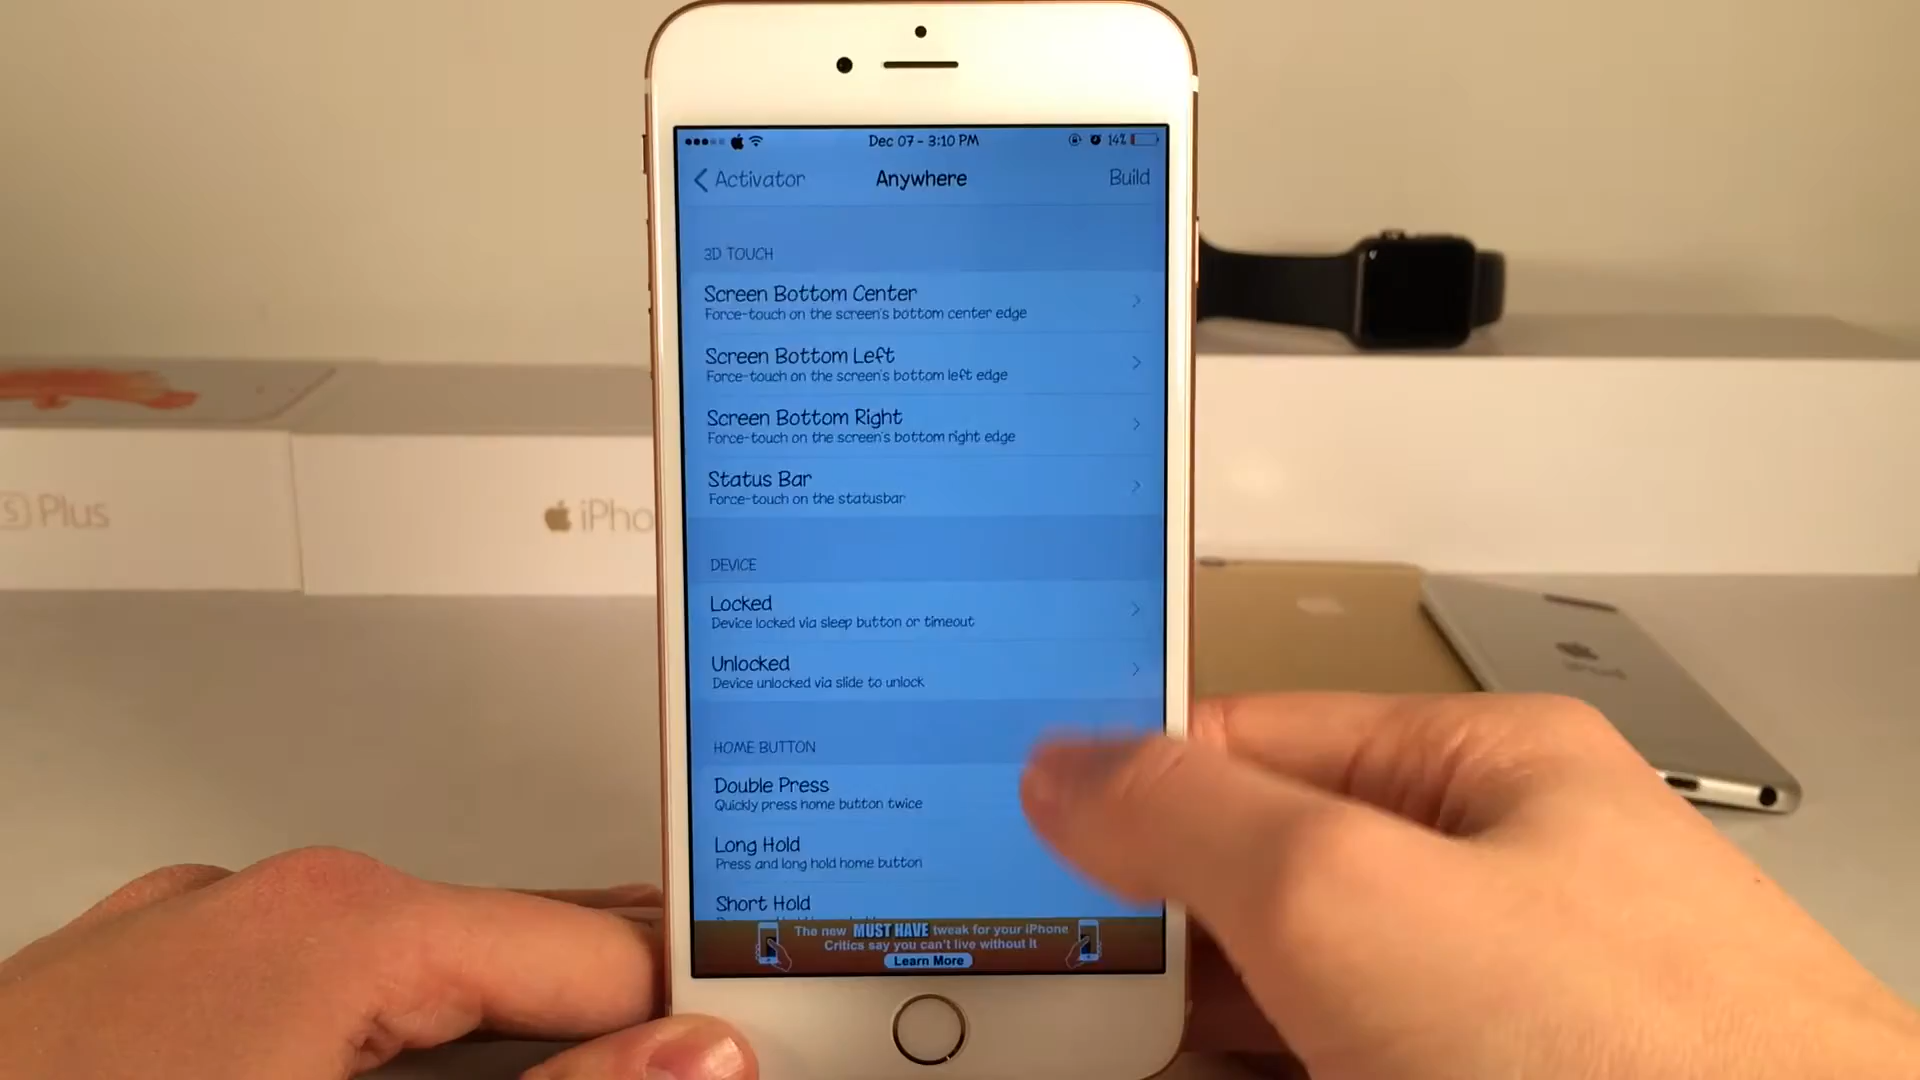 Dec 07 - 3:10 PM
14%
Activator
Anywhere
Build
3D TOUCH
Screen Bottom Center
Force-touch on the screen's bottom center edge
Screen Bottom Left
Force-touch on the screen's bottom left edge
Screen Bottom Right
Force-touch on the screen's bottom right edge
Status Bar
Force-touch on the statusbar
DEVICE
Locked
Device locked via sleep button or timeout
Unlocked
Device unlocked via slide to unlock
HOME BUTTON
Double Press
Quickly press home button twice
Long Hold
Press and long hold home button
Short Hold
The new MUST HAVE tweak for your iPhone
Critics say you can't live without it
Learn More
S Plus
iPho